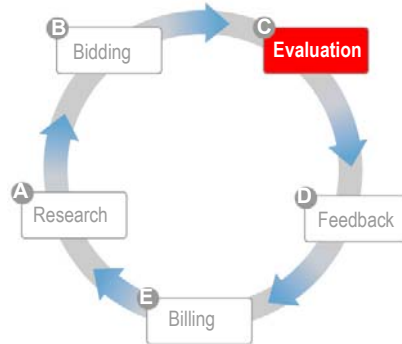 B
Bidding
C
Evaluation
A
Research
D
Feedback
E
Billing